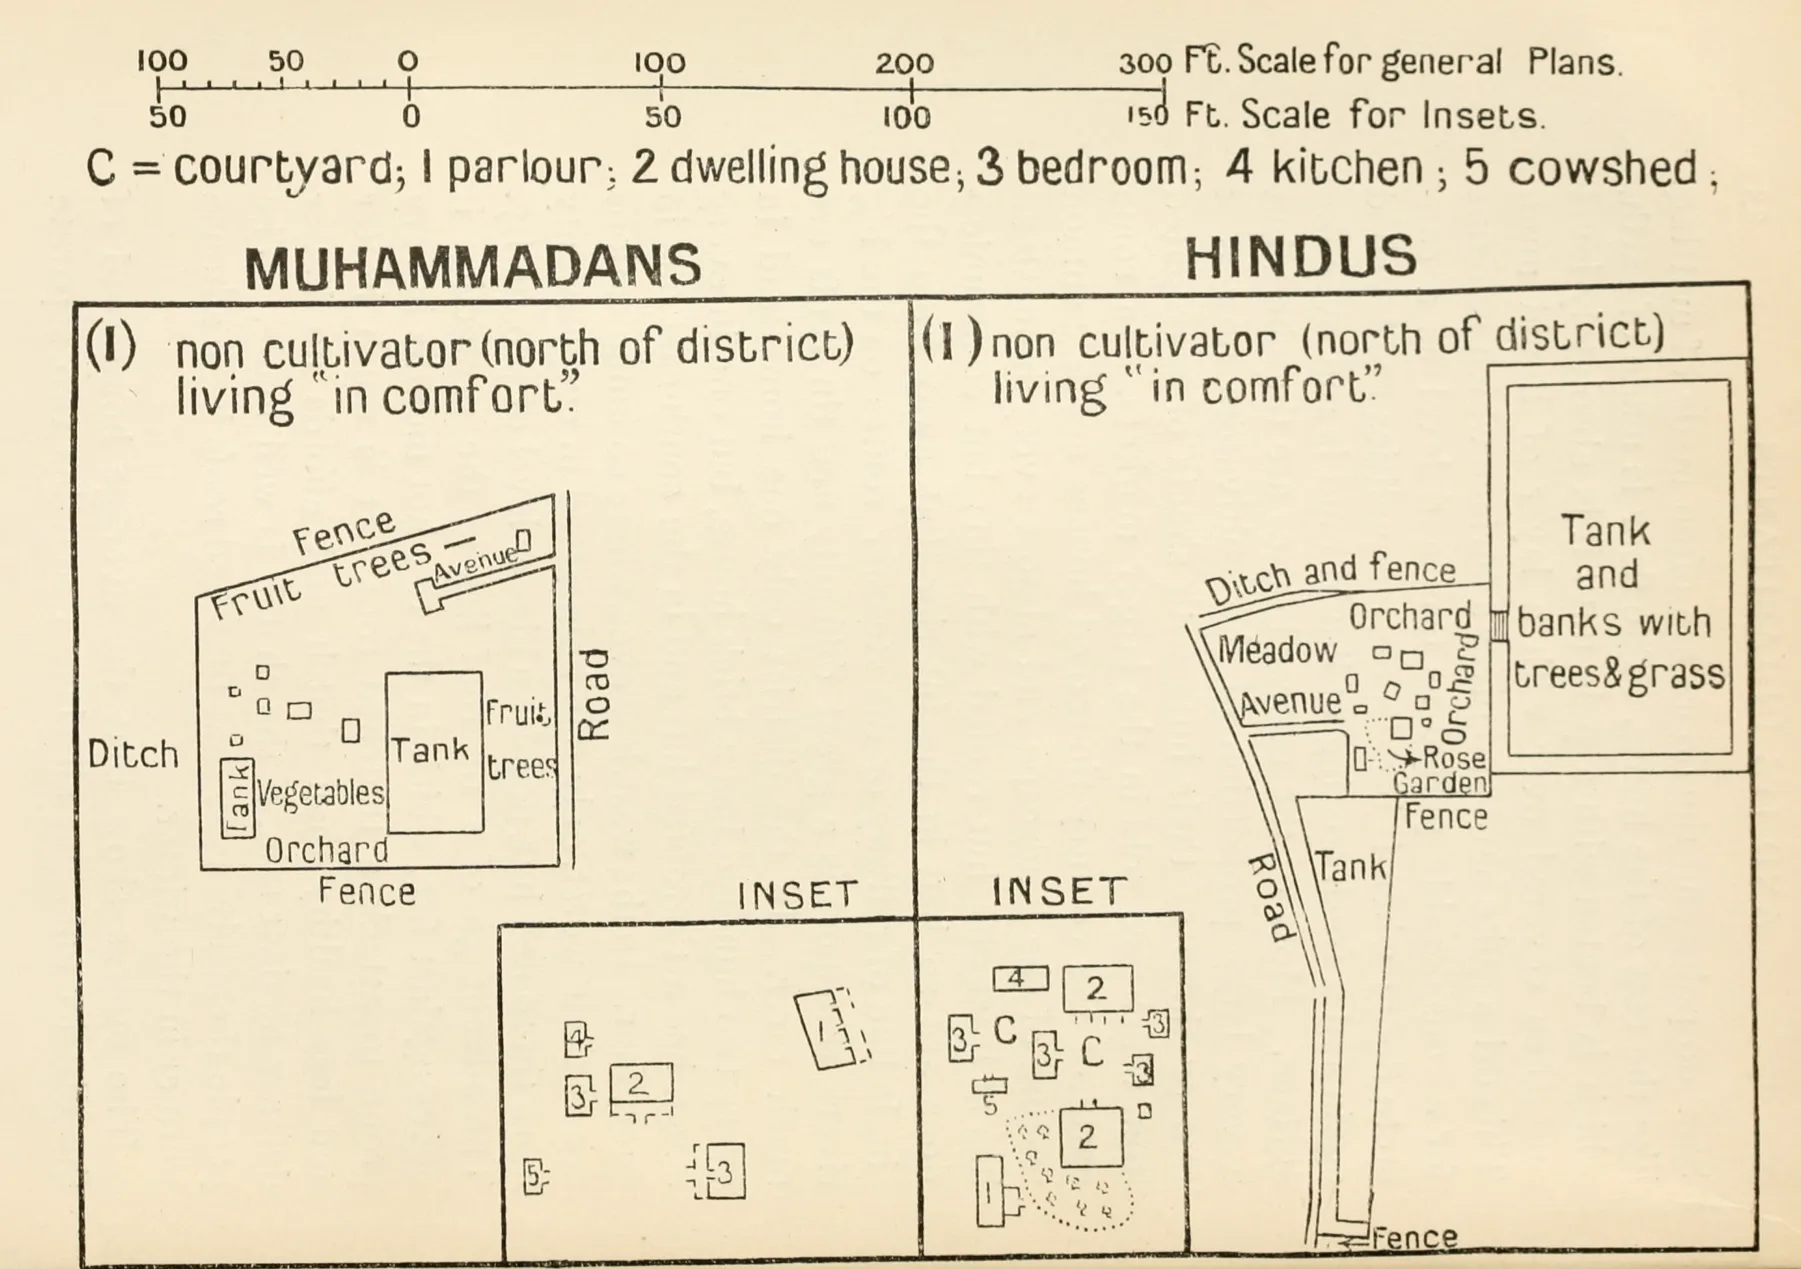 100 50 0 100 200 300 Ft. Scale for general Plans.
50 0 50 100 150 Ft. Scale for Insets.
C = courtyard; 1 parlour; 2 dwelling house; 3 bedroom; 4 kitchen; 5 cowshed;
MUHAMMADANS
(1) non cultivator (north of district)
living "in comfort".
Fence
Fruit trees
Avenue
Road
Ditch
Tank
Fruit
trees
Tank
Vegetables
Orchard
Fence
INSET
4
1
3
2
5
3
HINDUS
(1) non cultivator (north of district)
living "in comfort".
Tank
and
banks with
trees & grass
Ditch and fence
Orchard
Meadow
Orchard
Avenue
Rose
Garden
Fence
Tank
Road
Fence
INSET
4
2
3
C
3
C
3
3
5
2
1